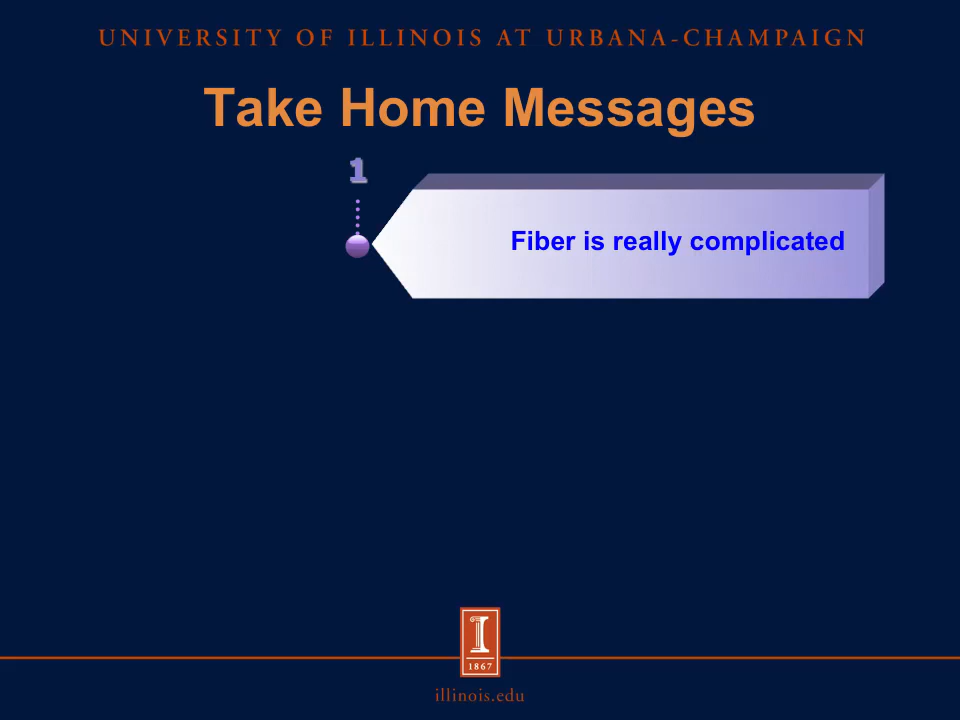 UNIVERSITY OF ILLINOIS AT URBANA-CHAMPAIGN
Take Home Messages
1
Fiber is really complicated
I
1867
illinois.edu